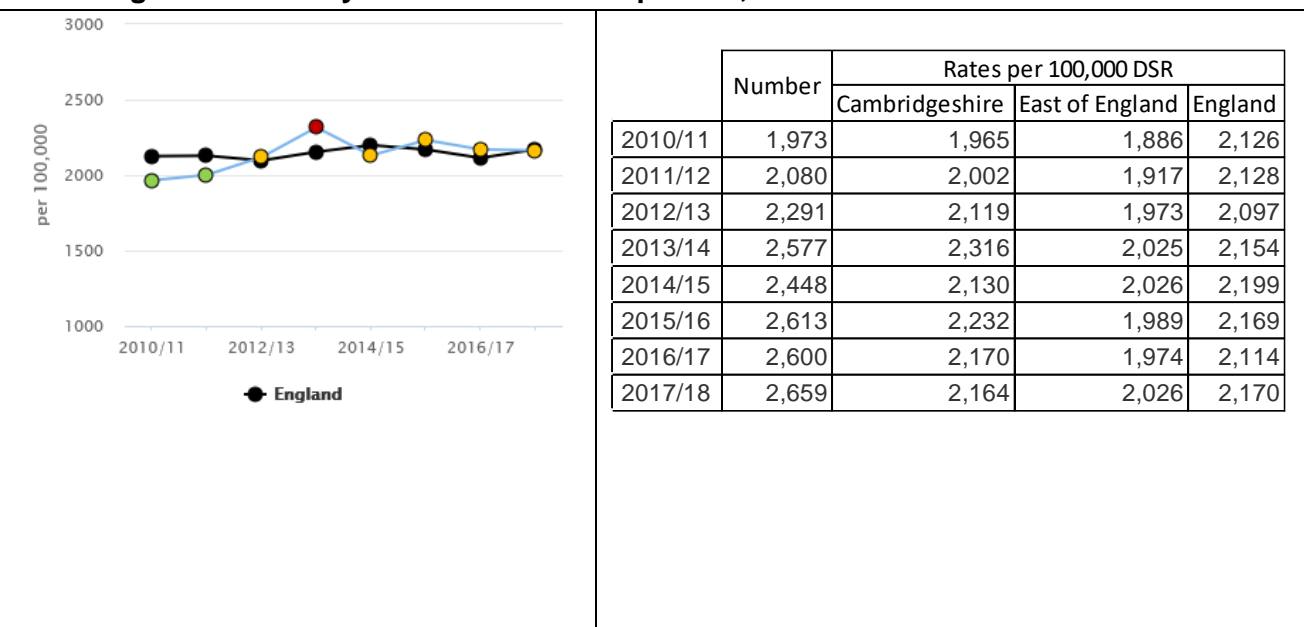 3000
2500
2000
1500
1000
per 100,000
2010/11 2012/13 2014/15 2016/17
England
Number Rates per 100,000 DSR
Cambridgeshire East of England England
2010/11 1,973 1,965 1,886 2,126
2011/12 2,080 2,002 1,917 2,128
2012/13 2,291 2,119 1,973 2,097
2013/14 2,577 2,316 2,025 2,154
2014/15 2,448 2,130 2,026 2,199
2015/16 2,613 2,232 1,989 2,169
2016/17 2,600 2,170 1,974 2,114
2017/18 2,659 2,164 2,026 2,170